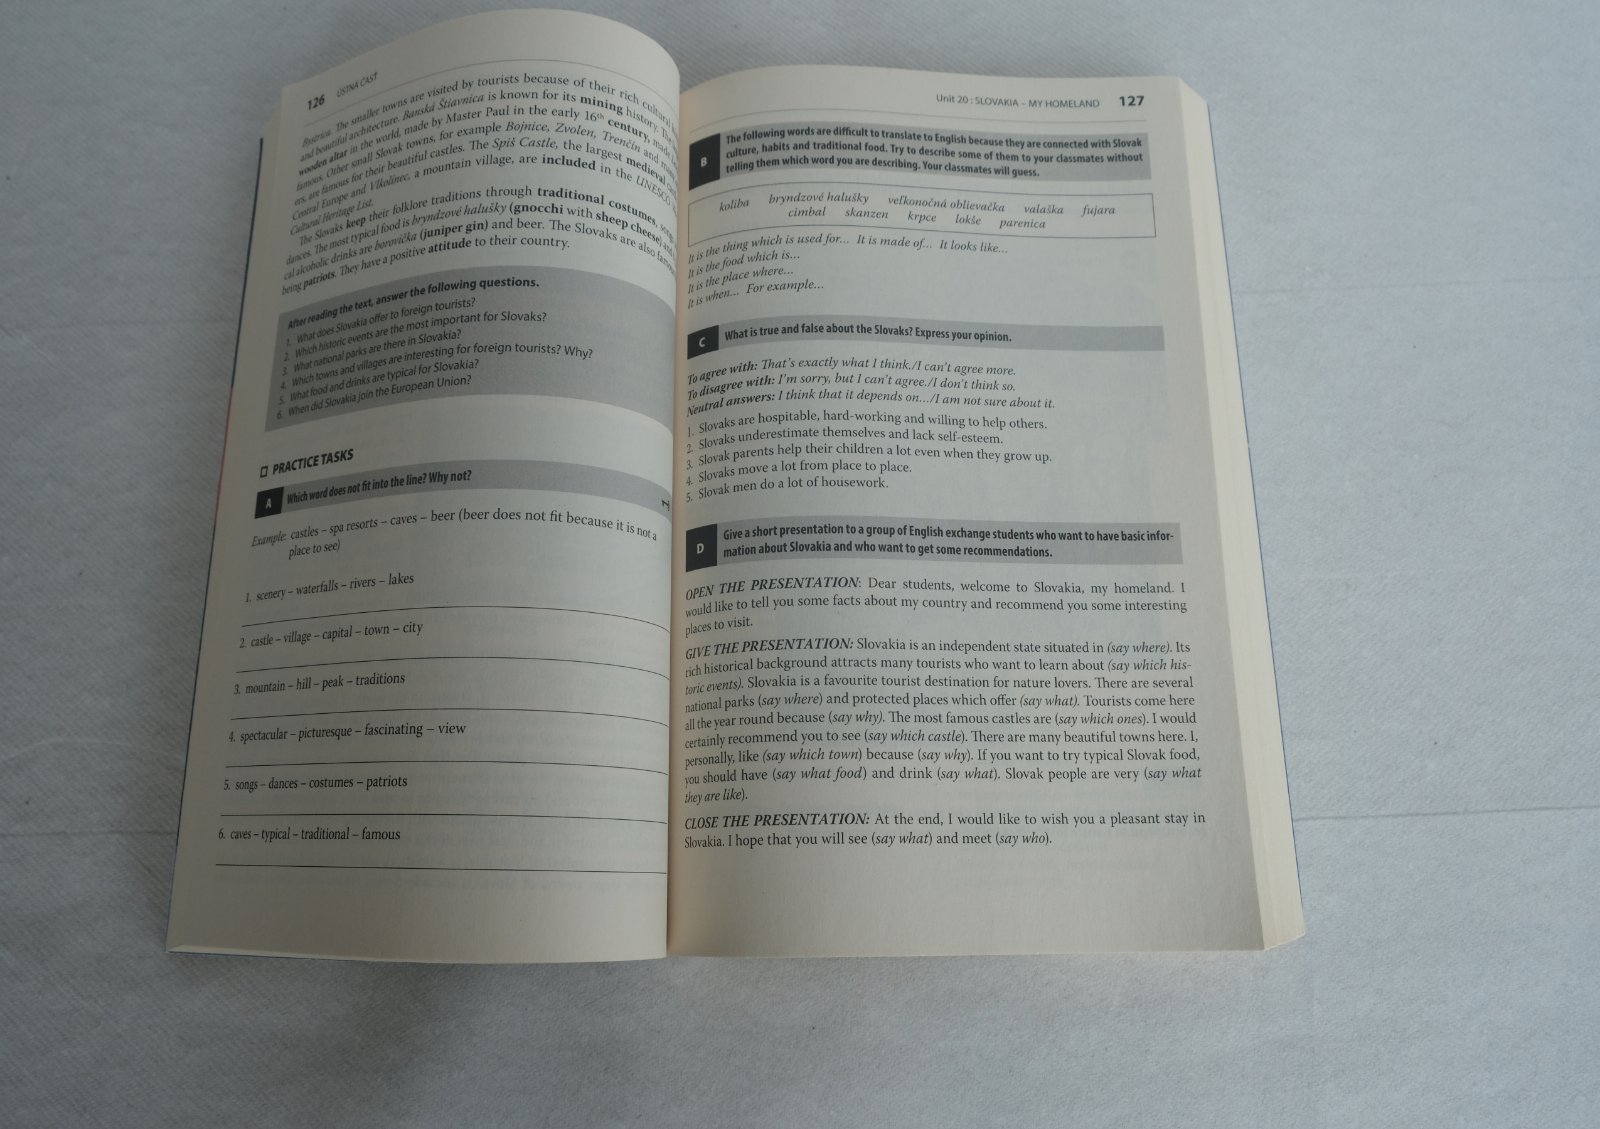 126 ÚSTNÁ ČASŤ
Bystrica. The smaller towns are visited by tourists because of their rich cultural
and beautiful architecture. Banská Štiavnica is known for its mining history. The
wooden altar in the world, made by Master Paul in the early 16th century, made
famous. Other small Slovak towns, for example Bojnice, Zvolen, Trenčín and
ers, are famous for their beautiful castles. The Spiš Castle, the largest medieval
Central Europe and Vlkolínec, a mountain village, are included in the UNESCO
Cultural Heritage List.
The Slovaks keep their folklore traditions through traditional costumes, songs
dances. The most typical food is bryndzové halušky (gnocchi with sheep cheese) and
cal alcoholic drinks are borovička (juniper gin) and beer. The Slovaks are also famous
being patriots. They have a positive attitude to their country.
After reading the text, answer the following questions.
1. What does Slovakia offer to foreign tourists?
2. Which historic events are the most important for Slovaks?
3. What national parks are there in Slovakia?
4. Which towns and villages are interesting for foreign tourists? Why?
5. What food and drinks are typical for Slovakia?
6. When did Slovakia join the European Union?
PRACTICE TASKS
A Which word does not fit into the line? Why not?
Example: castles – spa resorts – caves – beer (beer does not fit because it is not a
place to see)
1. scenery – waterfalls – rivers – lakes
2. castle – village – capital – town – city
3. mountain – hill – peak – traditions
4. spectacular – picturesque – fascinating – view
5. songs – dances – costumes – patriots
6. caves – typical – traditional – famous
Unit 20 : SLOVAKIA – MY HOMELAND 127
B The following words are difficult to translate to English because they are connected with Slovak
culture, habits and traditional food. Try to describe some of them to your classmates without
telling them which word you are describing. Your classmates will guess.
koliba bryndzové halušky veľkonočná oblievačka valaška fujara
cimbal skanzen krpce lokše parenica
It is the thing which is used for... It is made of... It looks like...
It is the food which is...
It is the place where...
It is when... For example...
C What is true and false about the Slovaks? Express your opinion.
To agree with: That's exactly what I think./I can't agree more.
To disagree with: I'm sorry, but I can't agree./I don't think so.
Neutral answers: I think that it depends on.../I am not sure about it.
1. Slovaks are hospitable, hard-working and willing to help others.
2. Slovaks underestimate themselves and lack self-esteem.
3. Slovak parents help their children a lot even when they grow up.
4. Slovaks move a lot from place to place.
5. Slovak men do a lot of housework.
D Give a short presentation to a group of English exchange students who want to have basic infor-
mation about Slovakia and who want to get some recommendations.
OPEN THE PRESENTATION: Dear students, welcome to Slovakia, my homeland. I
would like to tell you some facts about my country and recommend you some interesting
places to visit.
GIVE THE PRESENTATION: Slovakia is an independent state situated in (say where). Its
rich historical background attracts many tourists who want to learn about (say which his-
toric events). Slovakia is a favourite tourist destination for nature lovers. There are several
national parks (say where) and protected places which offer (say what). Tourists come here
all the year round because (say why). The most famous castles are (say which ones). I would
certainly recommend you to see (say which castle). There are many beautiful towns here. I,
personally, like (say which town) because (say why). If you want to try typical Slovak food,
you should have (say what food) and drink (say what). Slovak people are very (say what
they are like).
CLOSE THE PRESENTATION: At the end, I would like to wish you a pleasant stay in
Slovakia. I hope that you will see (say what) and meet (say who).